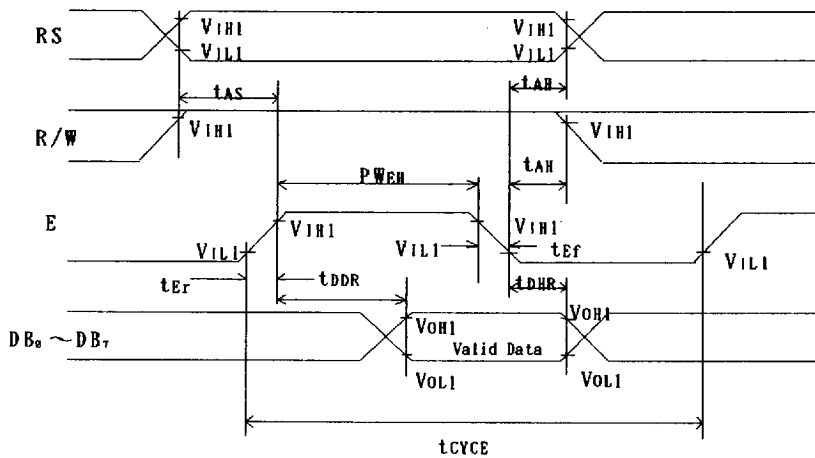 RS
VIH1
VIL1
VIH1
VIL1
tAS
tAH
R/W
VIH1
VIH1
tAH
PWEH
E
VIH1
VIH1
VIL1
VIL1
tEf
VIL1
tEr
tDDR
tDHR
DB0 ~DB7
VOH1
VOH1
Valid Data
VOL1
VOL1
tCYCE